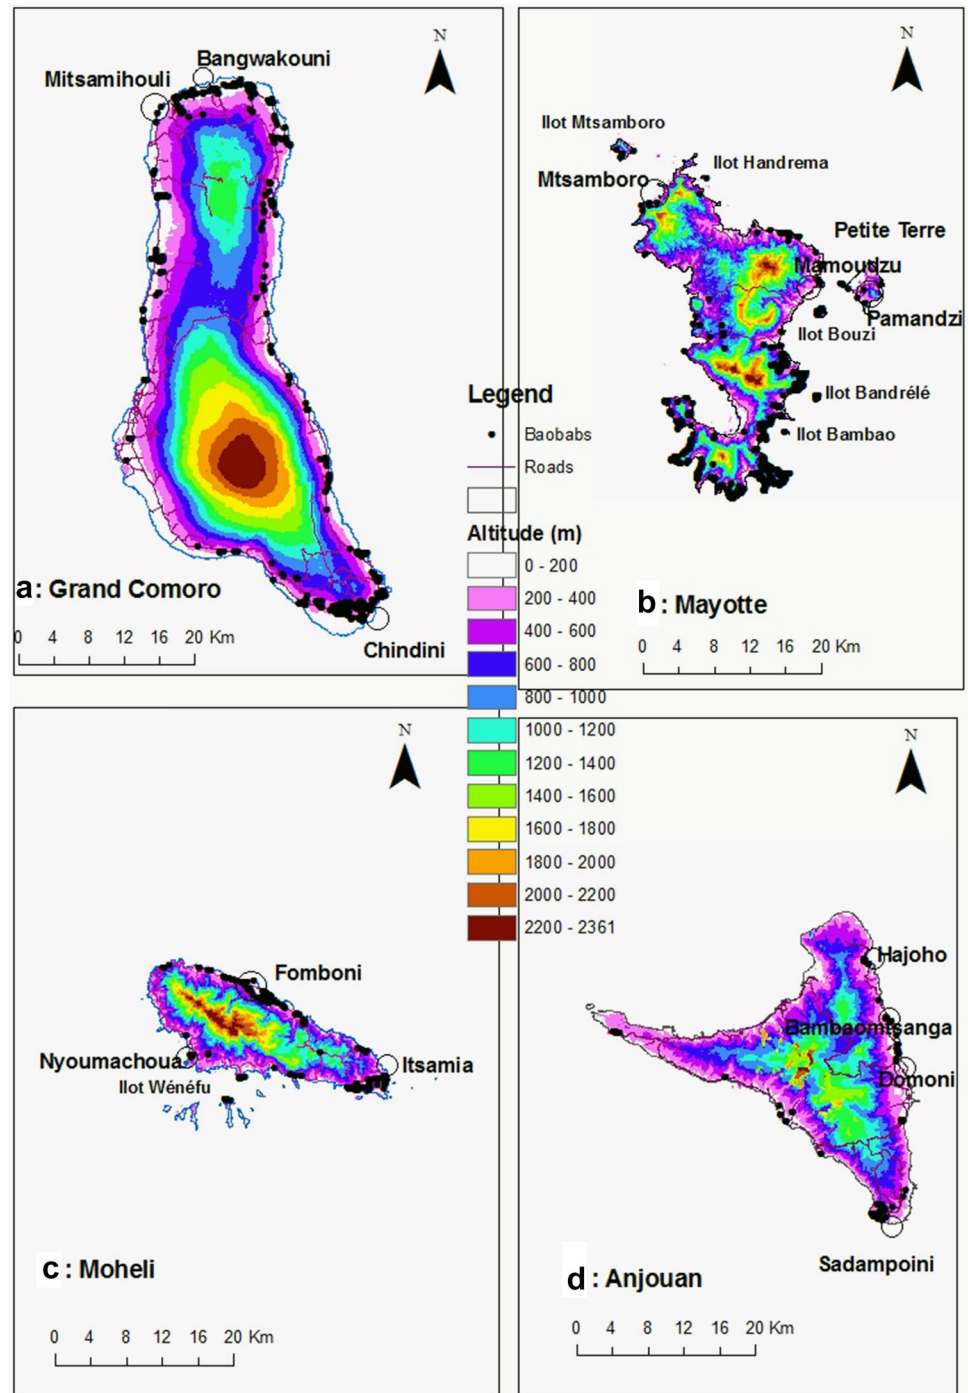 N
Bangwakouni
Mitsamihouli
a: Grand Comoro
0 4 8 12 16 20 Km
Chindini
N
Ilot Mtsamboro
Ilot Handrema
Mtsamboro
Petite Terre
Mamoudzu
Pamandzi
Ilot Bouzi
Ilot Bandrélé
Ilot Bambao
b: Mayotte
0 4 8 12 16 20 Km
Legend
Baobabs
Roads
Altitude (m)
0 - 200
200 - 400
400 - 600
600 - 800
800 - 1000
1000 - 1200
1200 - 1400
1400 - 1600
1600 - 1800
1800 - 2000
2000 - 2200
2200 - 2361
N
Fomboni
Nyoumachoua
Itsamia
Ilot Wénéfu
c: Moheli
0 4 8 12 16 20 Km
N
Hajoho
Bambaomtsanga
Domoni
Sadampoini
d: Anjouan
0 4 8 12 16 20 Km